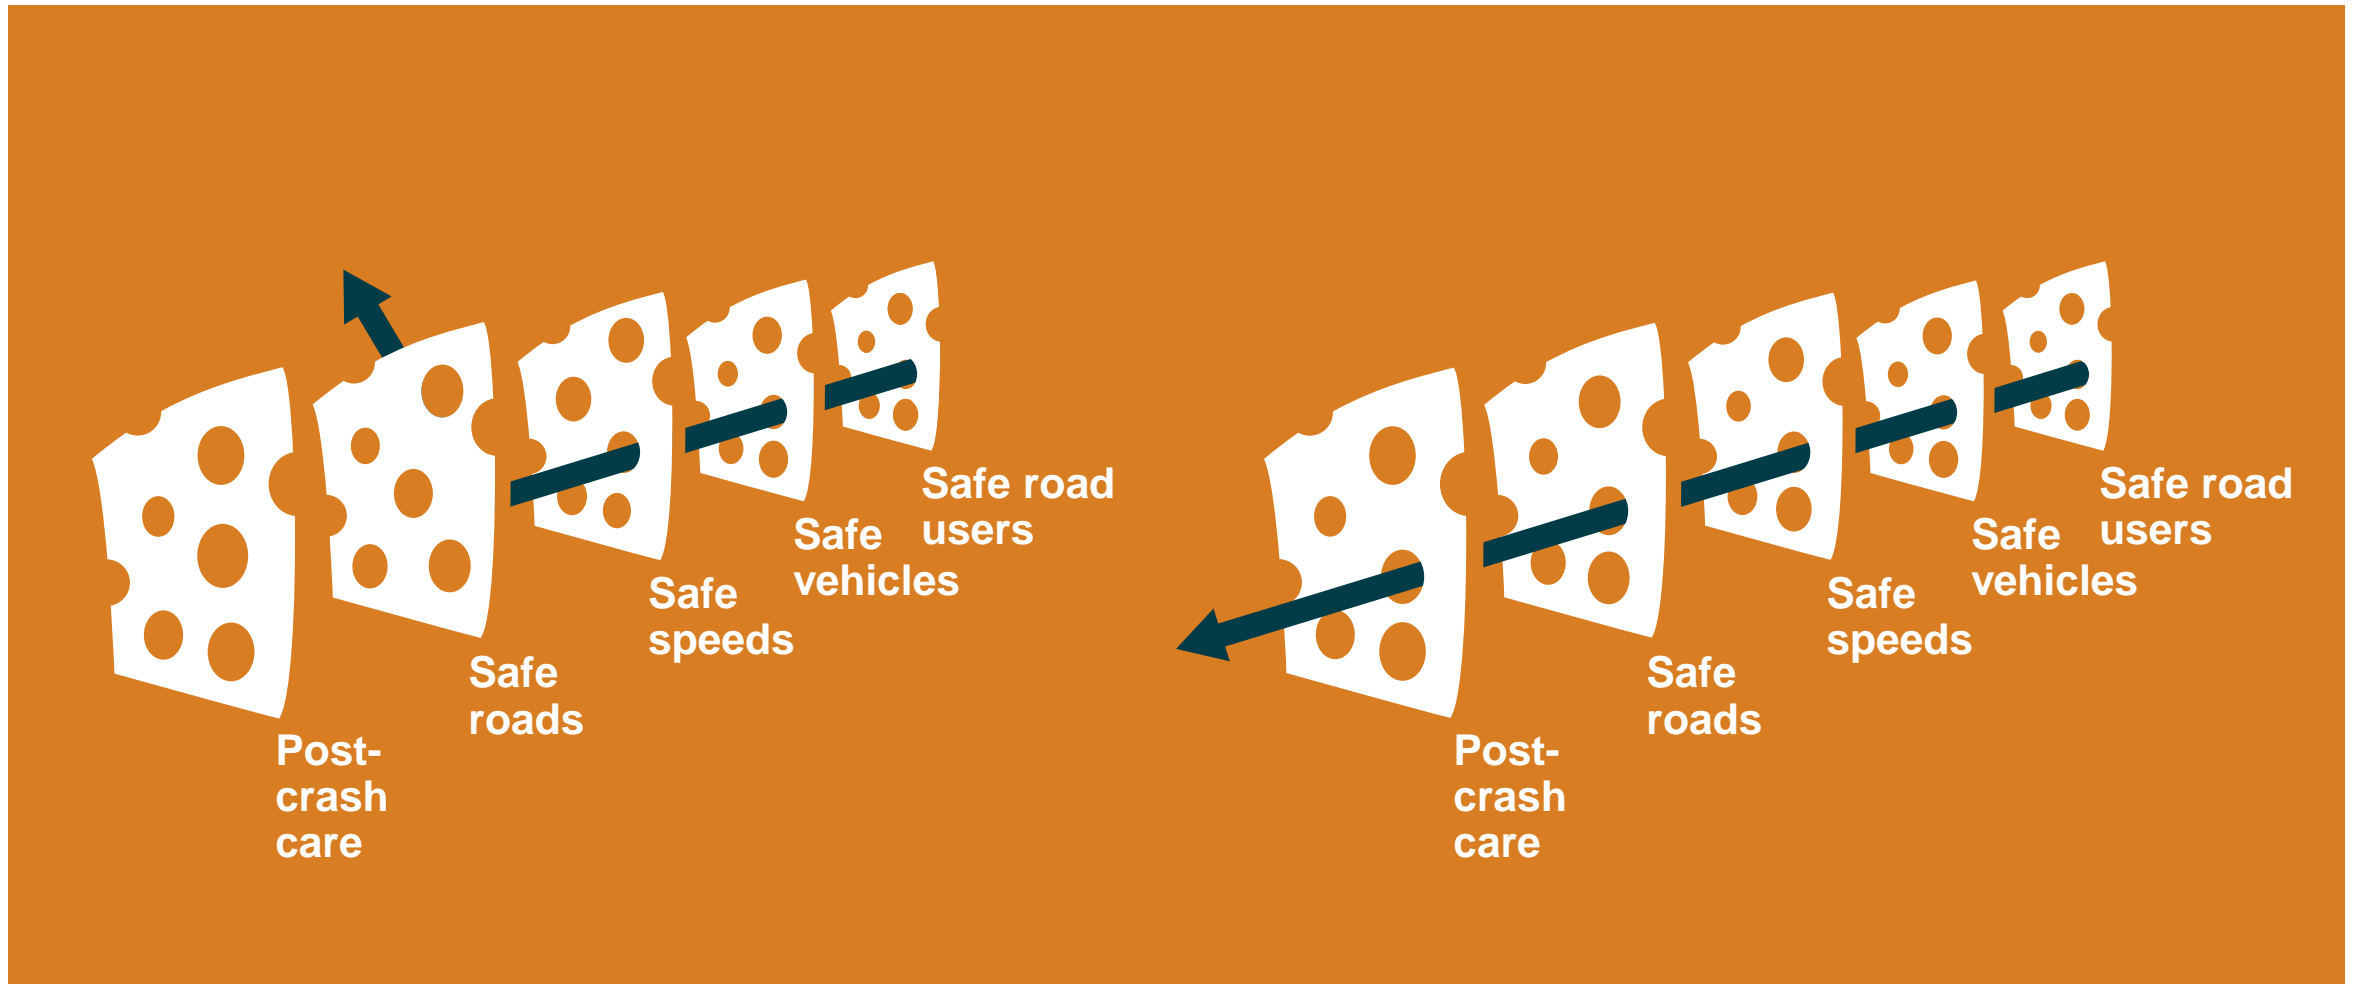 Safe road
users
Safe
vehicles
Safe
speeds
Safe
roads
Post-
crash
care
Safe road
users
Safe
vehicles
Safe
speeds
Safe
roads
Post-
crash
care